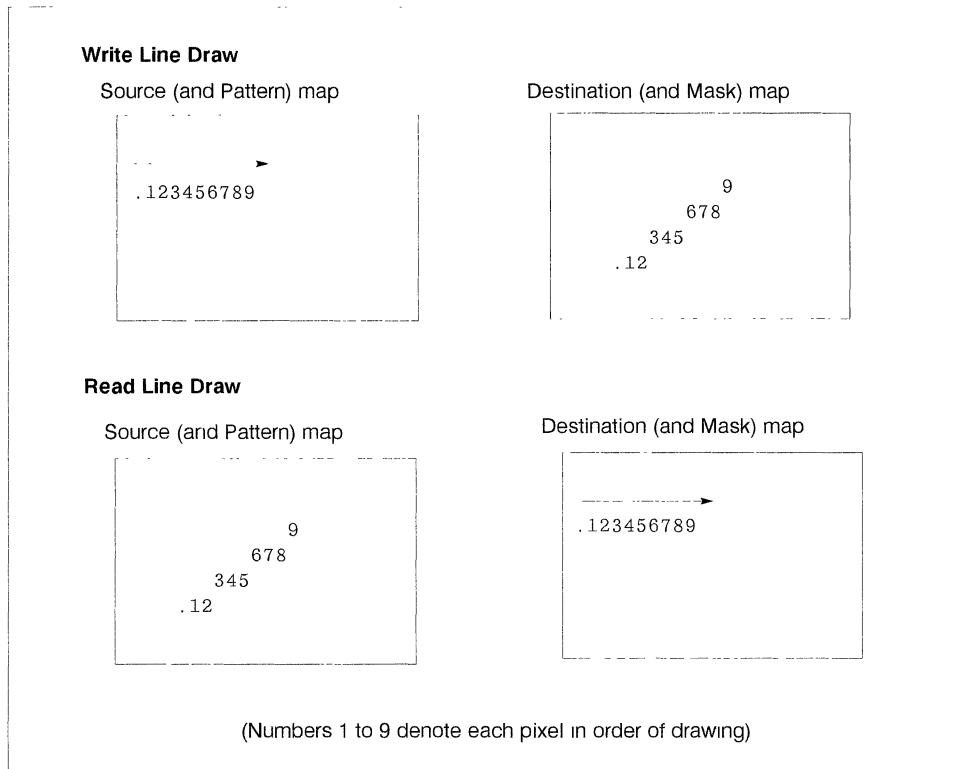 Write Line Draw
Source (and Pattern) map
Destination (and Mask) map
.123456789
9
678
345
.12
Read Line Draw
Source (and Pattern) map
Destination (and Mask) map
9
678
345
.12
.123456789
(Numbers 1 to 9 denote each pixel in order of drawing)